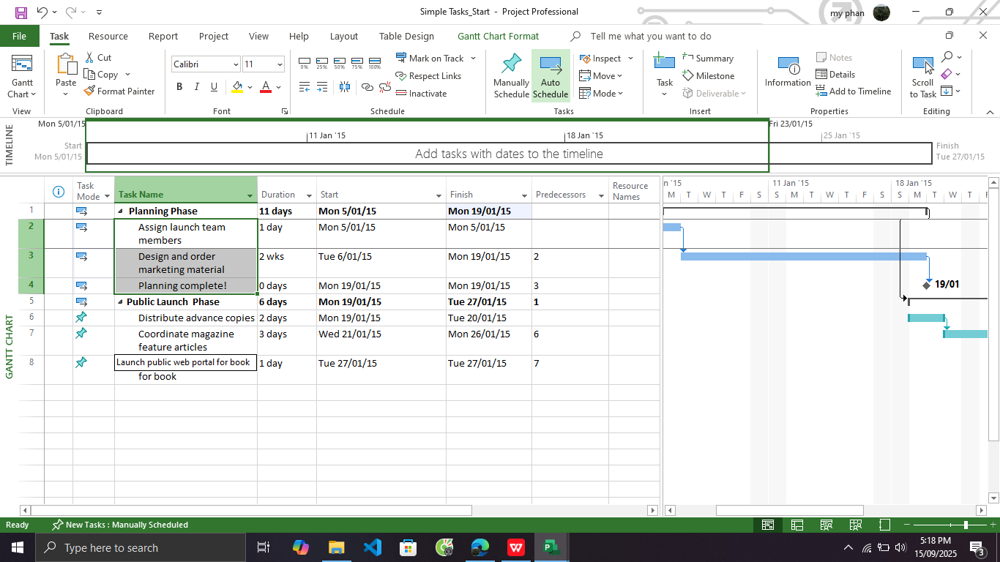 Simple Tasks_Start - Project Professional
my phan
File
Task
Resource
Report
Project
View
Help
Layout
Table Design
Gantt Chart Format
Tell me what you want to do
Gantt
Chart
View
Paste
Cut
Copy
Format Painter
Clipboard
Calibri
11
B I U
A
Font
0% 25% 50% 75% 100%
Mark on Track
Respect Links
Inactivate
Schedule
Manually
Schedule
Auto
Schedule
Inspect
Move
Mode
Tasks
Task
Summary
Milestone
Deliverable
Insert
Information
Notes
Details
Add to Timeline
Properties
Scroll
to Task
Editing
TIMELINE
Mon 5/01/15
Fri 23/01/15
11 Jan '15
18 Jan '15
25 Jan '15
Start
Mon 5/01/15
Add tasks with dates to the timeline
Finish
Tue 27/01/15
GANTT CHART
Task
Mode
Task Name
Duration
Start
Finish
Predecessors
Resource
Names
n '15
11 Jan '15
18 Jan '15
M T W T F S S M T W T F S S M T W T F
1 Planning Phase 11 days Mon 5/01/15 Mon 19/01/15
2 Assign launch team 1 day Mon 5/01/15 Mon 5/01/15
members
3 Design and order 2 wks Tue 6/01/15 Mon 19/01/15 2
marketing material
4 Planning complete! 0 days Mon 19/01/15 Mon 19/01/15 3
19/01
5 Public Launch Phase 6 days Mon 19/01/15 Tue 27/01/15 1
6 Distribute advance copies 2 days Mon 19/01/15 Tue 20/01/15
7 Coordinate magazine 3 days Wed 21/01/15 Mon 26/01/15 6
feature articles
8 Launch public web portal for book 1 day Tue 27/01/15 Tue 27/01/15 7
for book
Ready
New Tasks : Manually Scheduled
Type here to search
W
P
5:18 PM
15/09/2025
3